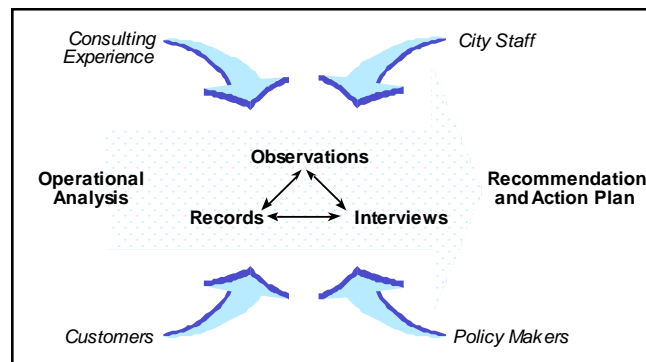 Consulting
Experience
City Staff
Observations
Operational
Analysis
Recommendation
and Action Plan
Records
Interviews
Customers
Policy Makers